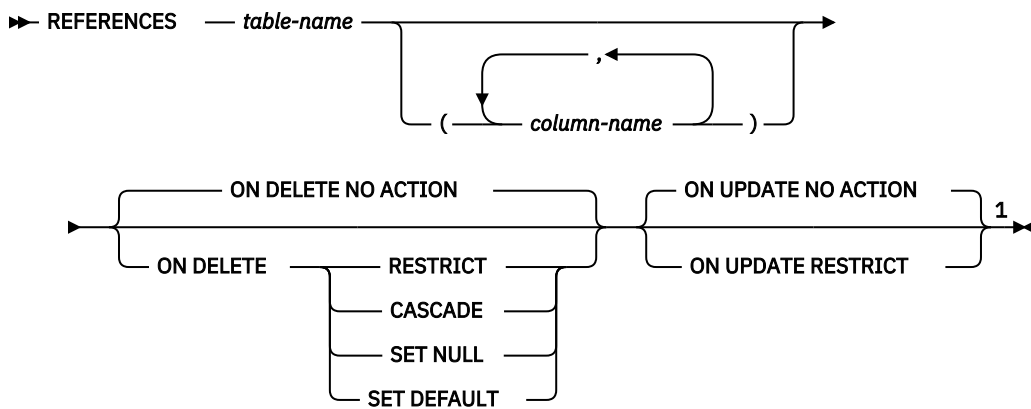 REFERENCES table-name
,
( column-name )
ON DELETE NO ACTION ON UPDATE NO ACTION
1
ON DELETE RESTRICT ON UPDATE RESTRICT
CASCADE
SET NULL
SET DEFAULT